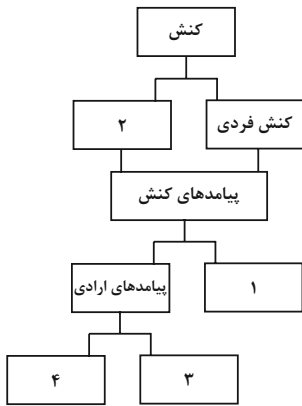 کنش
کنش فردی
۲
پیامدهای کنش
۱
پیامدهای ارادی
۳
۴